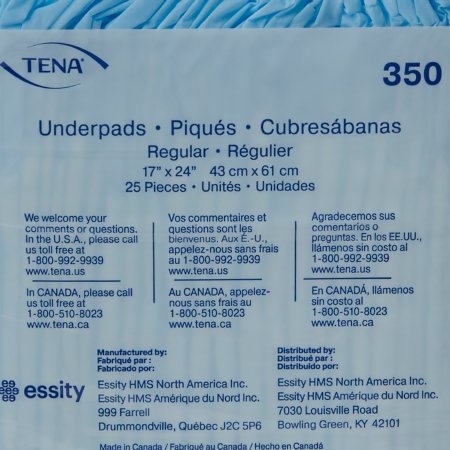 TENA®
350
Underpads • Piqués • Cubresábanas
Regular • Régulier
17" x 24" 43 cm x 61 cm
25 Pieces • Unités • Unidades
We welcome your
comments or questions.
In the U.S.A., please call
us toll free at
1-800-992-9939
www.tena.us
In CANADA, please call
us toll free at
1-800-510-8023
www.tena.ca
Vos commentaires et
questions sont les
bienvenus. Aux É.-U.,
appelez-nous sans frais
au 1-800-992-9939
www.tena.us
Au CANADA, appelez-
nous sans frais au
1-800-510-8023
www.tena.ca
Agradecemos sus
comentarios o
preguntas. En los EE.UU.,
llámenos sin costo al
1-800-992-9939
www.tena.us
En CANADÁ, llámenos
sin costo al
1-800-510-8023
www.tena.ca
essity
Manufactured by:
Fabriqué par :
Fabricado por:
Essity HMS North America Inc.
Essity HMS Amérique du Nord Inc.
999 Farrell
Drummondville, Québec J2C 5P6
Distributed by:
Distribué par :
Distribuido por:
Essity HMS North America Inc.
Essity HMS Amérique du Nord Inc.
7030 Louisville Road
Bowling Green, KY 42101
Made in Canada / Fabriqué au Canada / Hecho en Canadá